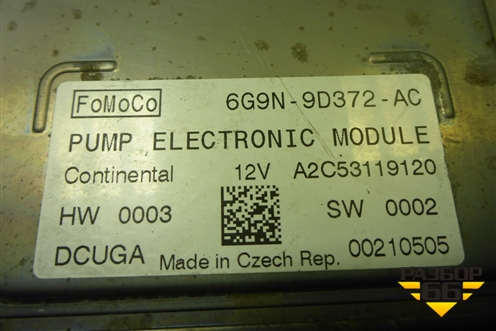 FoMoCo 6G9N-9D372-AC
PUMP ELECTRONIC MODULE
Continental 12V A2C53119120
HW 0003 SW 0002
DCUGA Made in Czech Rep. 00210505
РАЗБОР
66